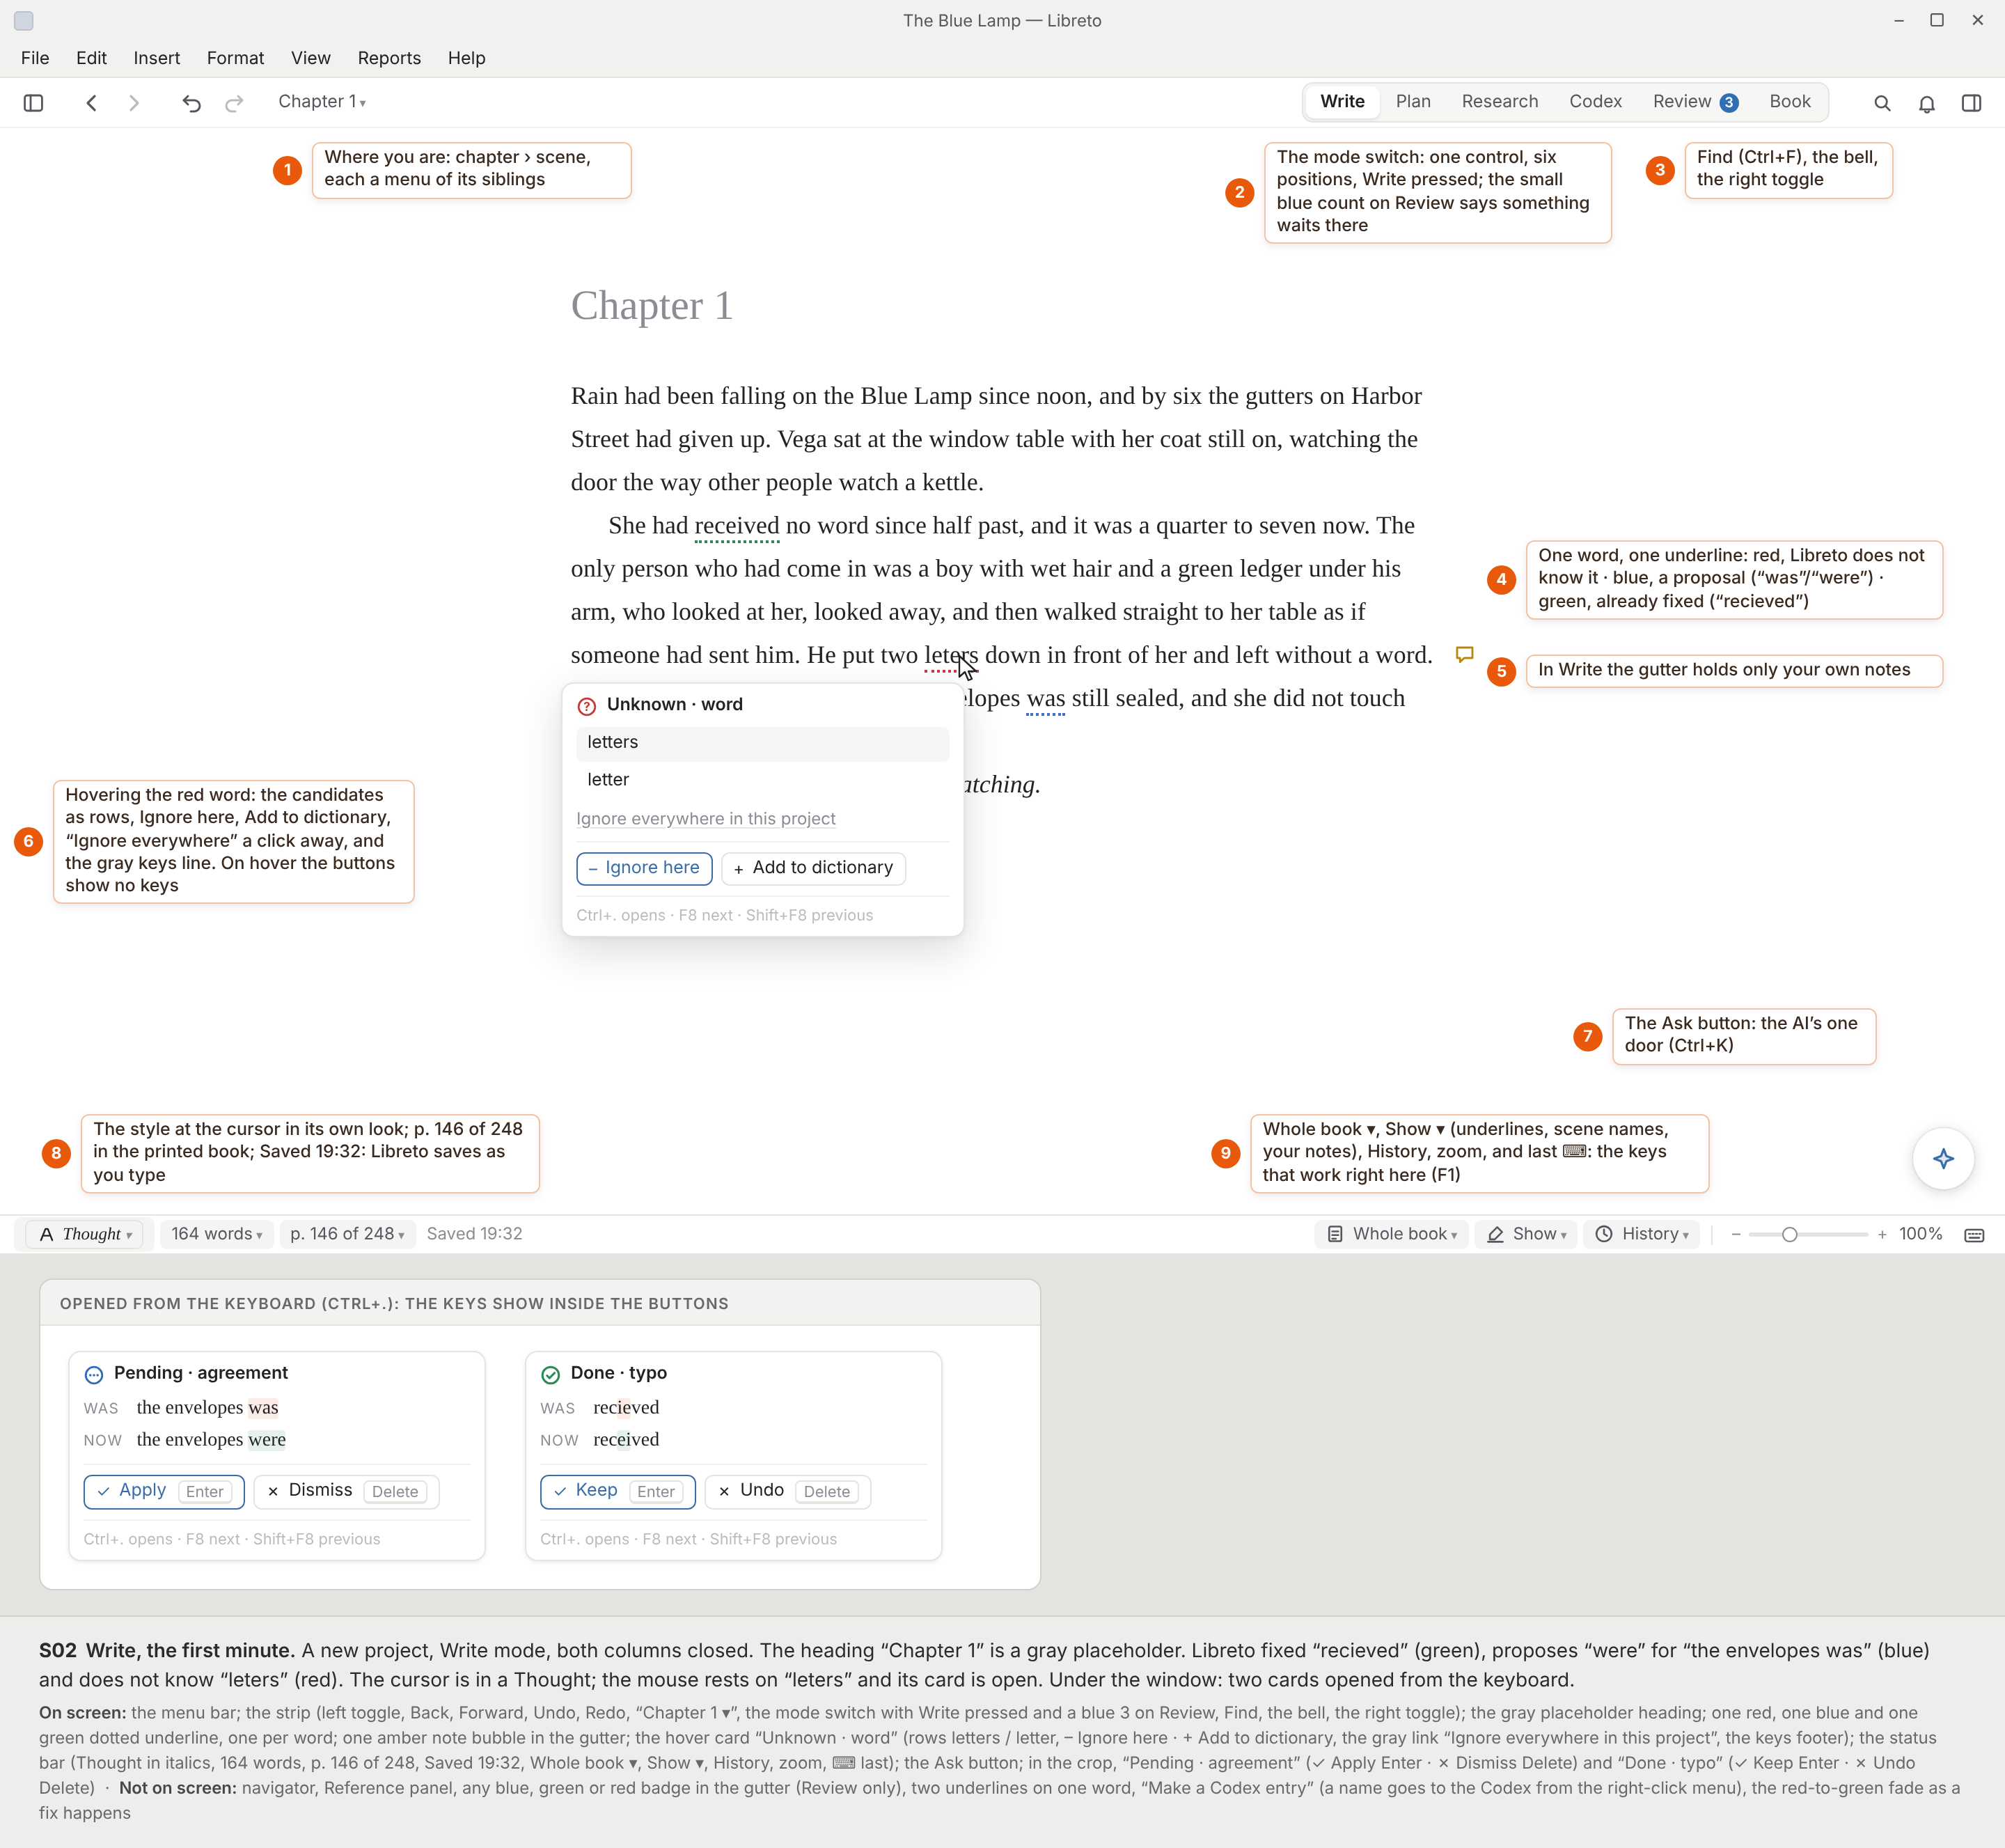 The Blue Lamp — Libreto
File Edit Insert Format View Reports Help
Chapter 1 ▾
Write Plan Research Codex Review 3 Book
1 Where you are: chapter › scene,
each a menu of its siblings
2 The mode switch: one control, six
positions, Write pressed; the small
blue count on Review says something
waits there
3 Find (Ctrl+F), the bell,
the right toggle
Chapter 1
Rain had been falling on the Blue Lamp since noon, and by six the gutters on Harbor
Street had given up. Vega sat at the window table with her coat still on, watching the
door the way other people watch a kettle.
She had received no word since half past, and it was a quarter to seven now. The
only person who had come in was a boy with wet hair and a green ledger under his
arm, who looked at her, looked away, and then walked straight to her table as if
someone had sent him. He put two leters down in front of her and left without a word.
elopes was still sealed, and she did not touch
atching.
4 One word, one underline: red, Libreto does not
know it · blue, a proposal (“was”/“were”) ·
green, already fixed (“recieved”)
5 In Write the gutter holds only your own notes
Unknown · word
letters
letter
Ignore everywhere in this project
– Ignore here + Add to dictionary
Ctrl+. opens · F8 next · Shift+F8 previous
6 Hovering the red word: the candidates
as rows, Ignore here, Add to dictionary,
“Ignore everywhere” a click away, and
the gray keys line. On hover the buttons
show no keys
7 The Ask button: the AI’s one
door (Ctrl+K)
8 The style at the cursor in its own look; p. 146 of 248
in the printed book; Saved 19:32: Libreto saves as
you type
9 Whole book ▾, Show ▾ (underlines, scene names,
your notes), History, zoom, and last ⌨: the keys
that work right here (F1)
A Thought ▾ 164 words ▾ p. 146 of 248 ▾ Saved 19:32 Whole book ▾ Show ▾ History ▾ − + 100%
OPENED FROM THE KEYBOARD (CTRL+.): THE KEYS SHOW INSIDE THE BUTTONS
Pending · agreement
WAS the envelopes was
NOW the envelopes were
✓ Apply Enter × Dismiss Delete
Ctrl+. opens · F8 next · Shift+F8 previous
Done · typo
WAS recieved
NOW received
✓ Keep Enter × Undo Delete
Ctrl+. opens · F8 next · Shift+F8 previous
S02 Write, the first minute. A new project, Write mode, both columns closed. The heading “Chapter 1” is a gray placeholder. Libreto fixed “recieved” (green), proposes “were” for “the envelopes was” (blue)
and does not know “leters” (red). The cursor is in a Thought; the mouse rests on “leters” and its card is open. Under the window: two cards opened from the keyboard.
On screen: the menu bar; the strip (left toggle, Back, Forward, Undo, Redo, “Chapter 1 ▾”, the mode switch with Write pressed and a blue 3 on Review, Find, the bell, the right toggle); the gray placeholder heading; one red, one blue and one
green dotted underline, one per word; one amber note bubble in the gutter; the hover card “Unknown · word” (rows letters / letter, – Ignore here · + Add to dictionary, the gray link “Ignore everywhere in this project”, the keys footer); the status
bar (Thought in italics, 164 words, p. 146 of 248, Saved 19:32, Whole book ▾, Show ▾, History, zoom, ⌨ last); the Ask button; in the crop, “Pending · agreement” (✓ Apply Enter · × Dismiss Delete) and “Done · typo” (✓ Keep Enter · × Undo
Delete) · Not on screen: navigator, Reference panel, any blue, green or red badge in the gutter (Review only), two underlines on one word, “Make a Codex entry” (a name goes to the Codex from the right-click menu), the red-to-green fade as a
fix happens